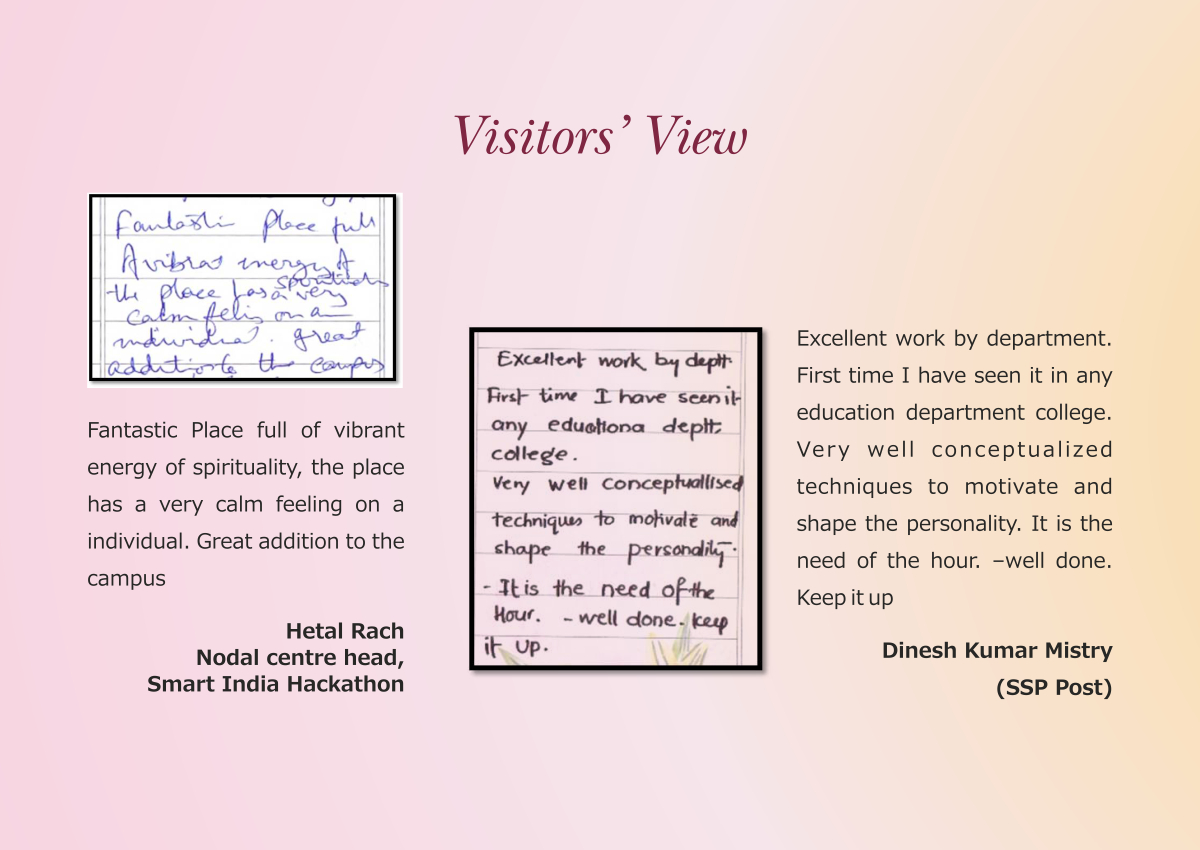 Visitors’ View
Fantastic Place full
A vibrat energy of
spirituality
the place has a very
calm felig on a
individual. great
addition to the campus
Fantastic Place full of vibrant
energy of spirituality, the place
has a very calm feeling on a
individual. Great addition to the
campus
Hetal Rach
Nodal centre head,
Smart India Hackathon
Excellent work by deptt.
First time I have seen it
any eduationa deptt.
college.
Very well conceptuallised
techniques to motivate and
shape the personality.
- It is the need of the
Hour. - well done. keep
it up.
Excellent work by department.
First time I have seen it in any
education department college.
Very well conceptualized
techniques to motivate and
shape the personality. It is the
need of the hour. –well done.
Keep it up
Dinesh Kumar Mistry
(SSP Post)